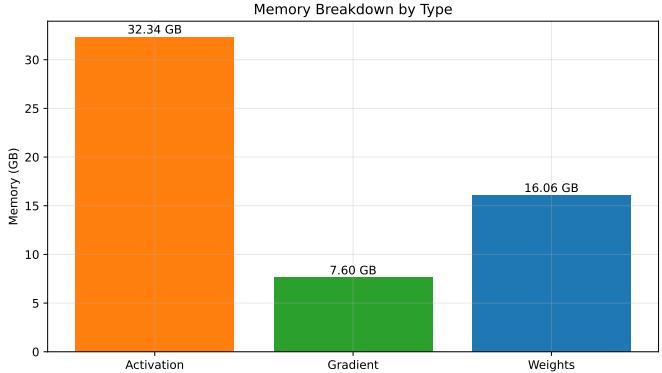 Memory Breakdown by Type
32.34 GB
30
25
20
16.06 GB
15
10
7.60 GB
5
0
Memory (GB)
Activation
Gradient
Weights